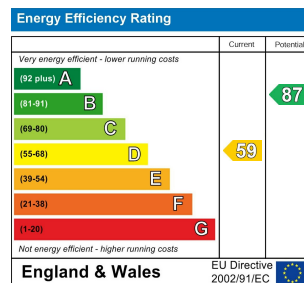 Energy Efficiency Rating
Current Potential
Very energy efficient - lower running costs
(92 plus) A
(81-91) B
87
(69-80) C
(55-68) D
59
(39-54) E
(21-38) F
(1-20) G
Not energy efficient - higher running costs
England & Wales
EU Directive
2002/91/EC